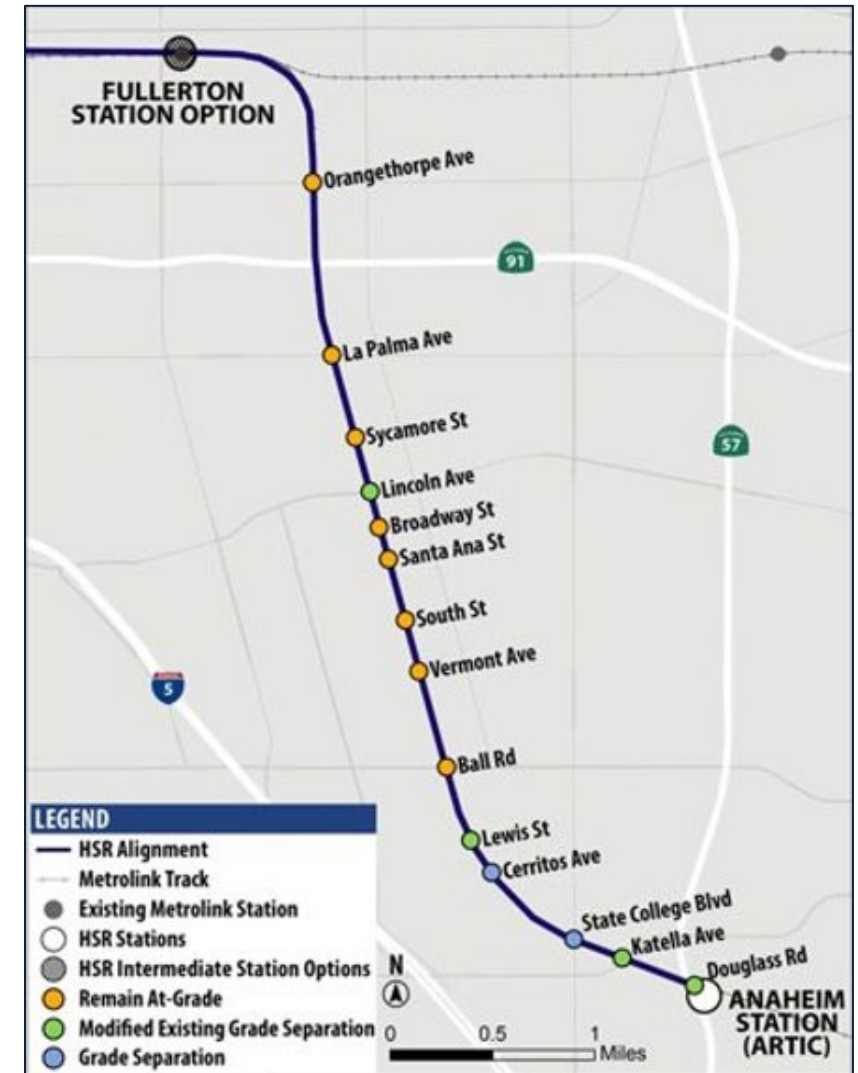 FULLERTON
STATION OPTION
Orangethorpe Ave
91
La Palma Ave
Sycamore St
57
Lincoln Ave
Broadway St
Santa Ana St
South St
Vermont Ave
5
Ball Rd
Lewis St
Cerritos Ave
State College Blvd
Katella Ave
Douglass Rd
ANAHEIM
STATION
(ARTIC)
LEGEND
HSR Alignment
Metrolink Track
Existing Metrolink Station
HSR Stations
HSR Intermediate Station Options
Remain At-Grade
Modified Existing Grade Separation
Grade Separation
N
0 0.5 1
Miles